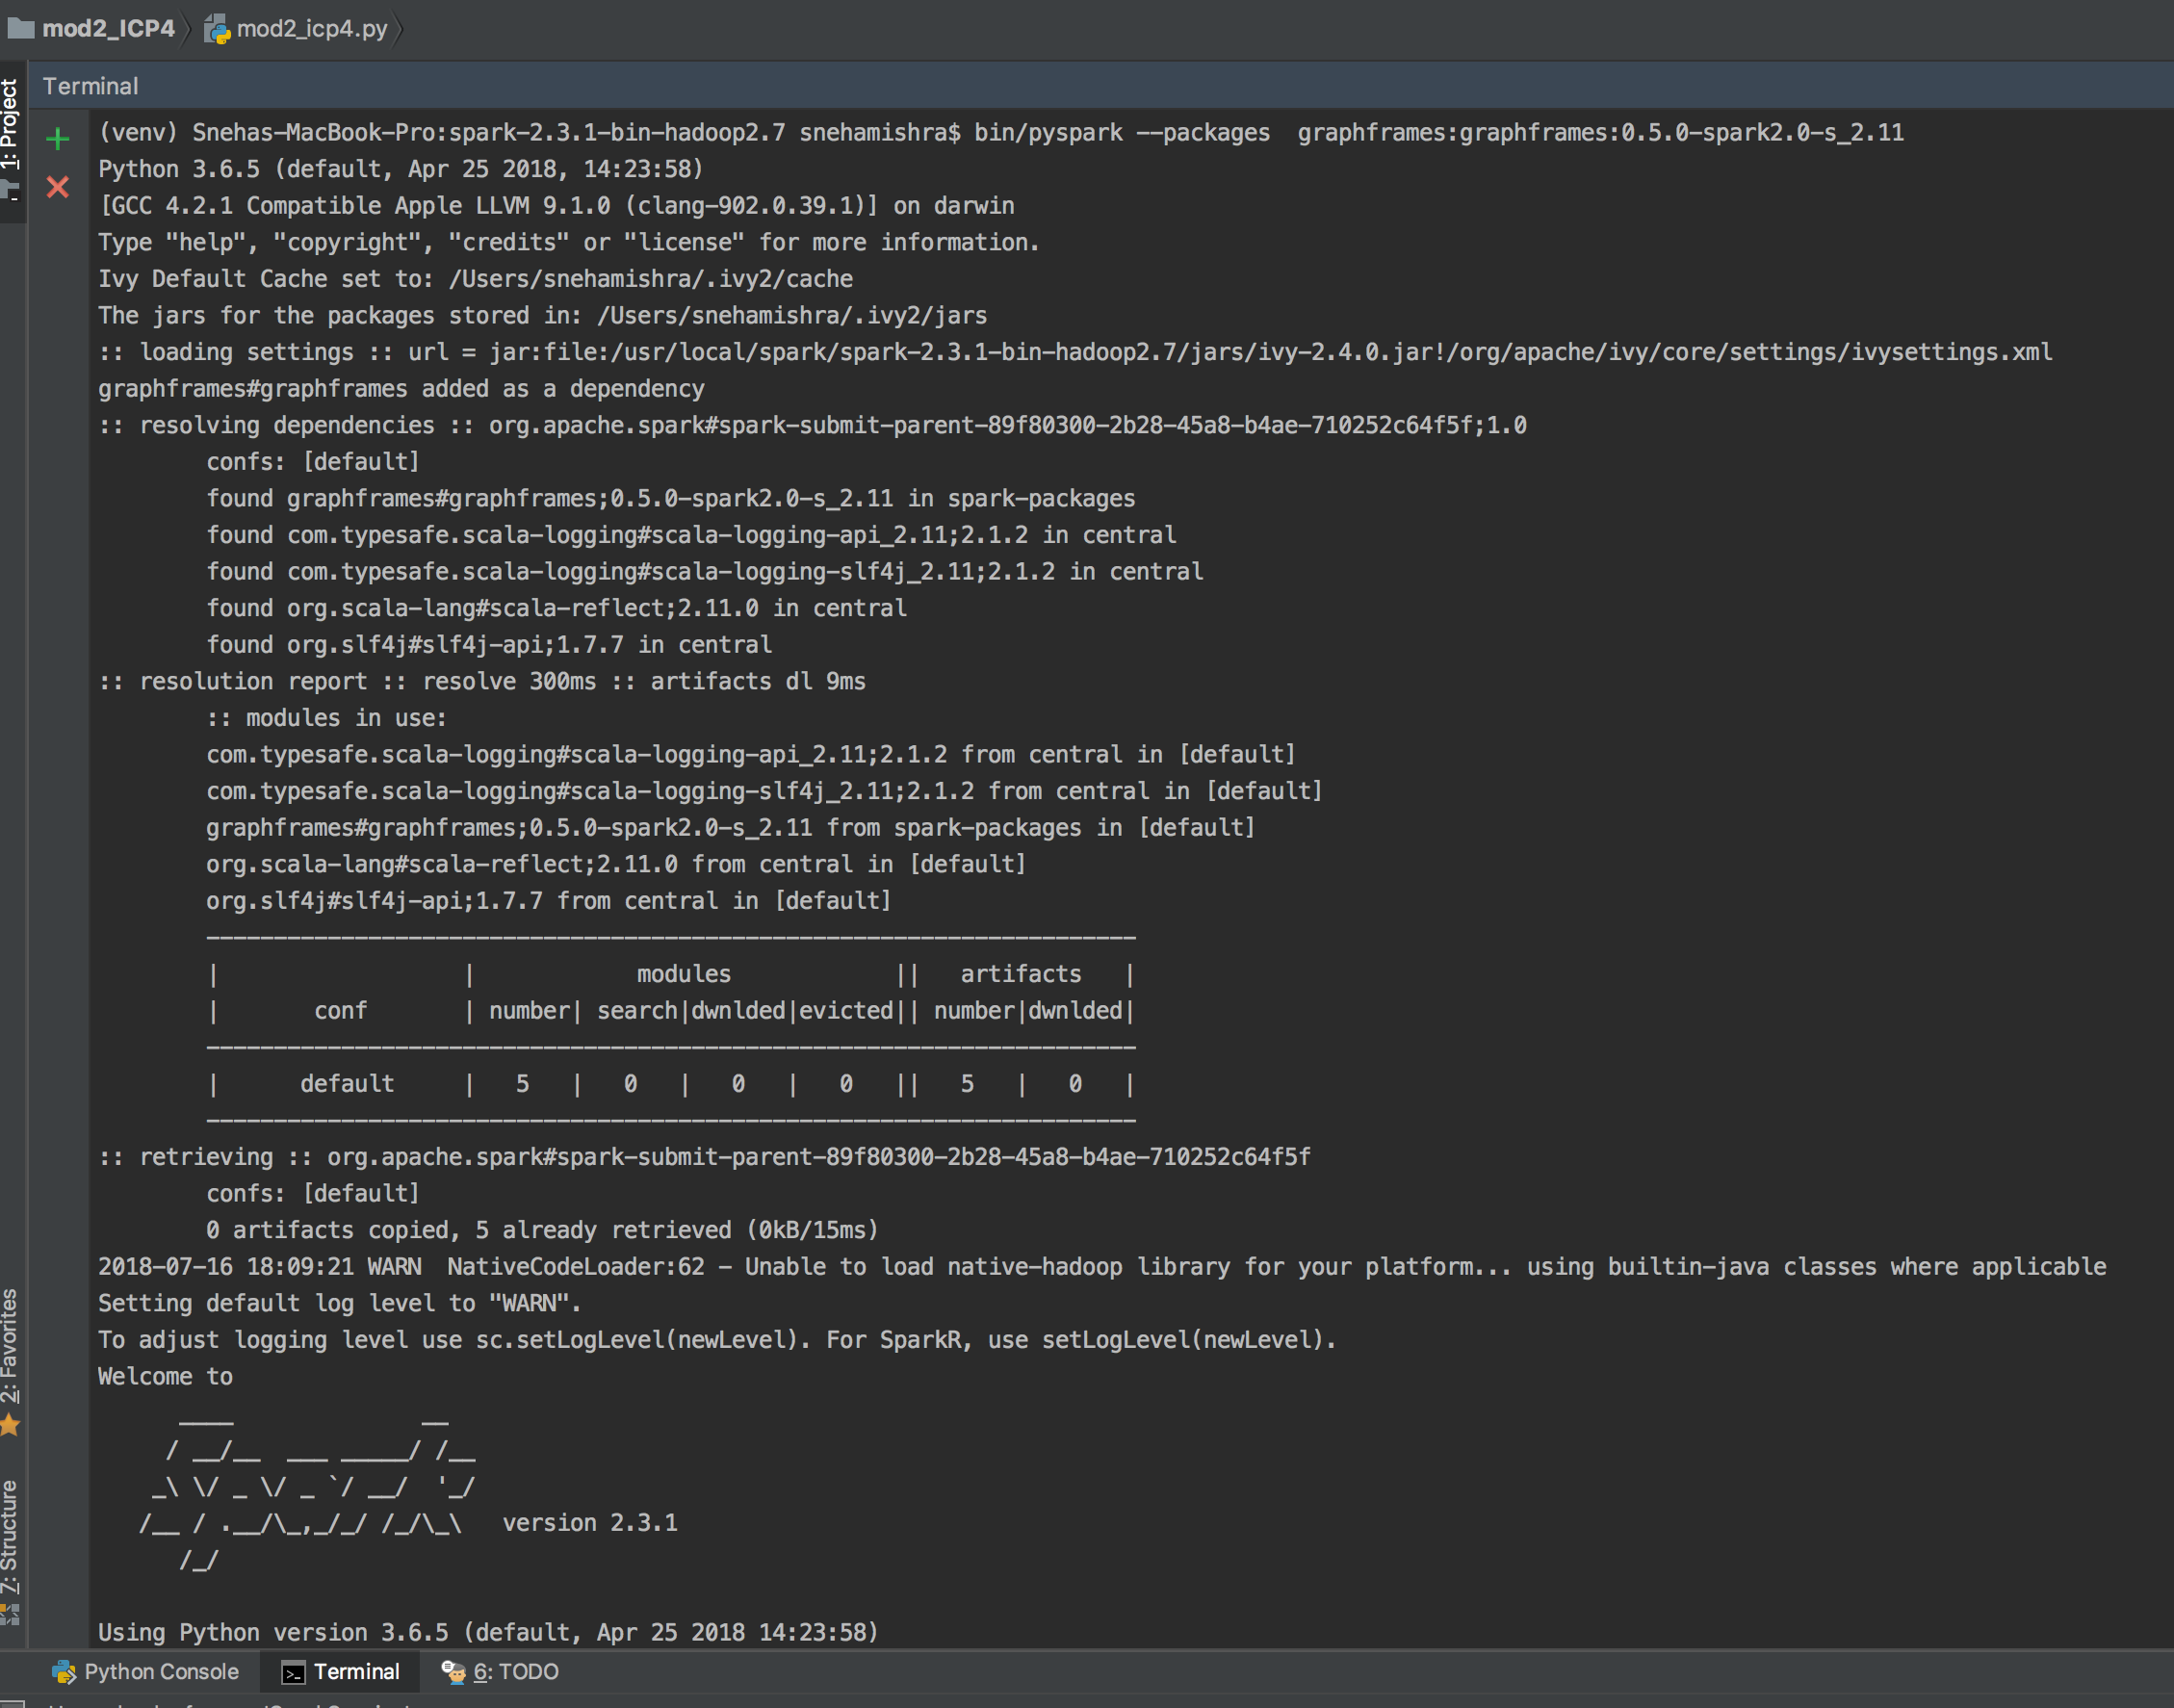 mod2_ICP4 mod2_icp4.py
Terminal
1: Project
(venv) Snehas-MacBook-Pro:spark-2.3.1-bin-hadoop2.7 snehamishra$ bin/pyspark --packages  graphframes:graphframes:0.5.0-spark2.0-s_2.11
Python 3.6.5 (default, Apr 25 2018, 14:23:58)
[GCC 4.2.1 Compatible Apple LLVM 9.1.0 (clang-902.0.39.1)] on darwin
Type "help", "copyright", "credits" or "license" for more information.
Ivy Default Cache set to: /Users/snehamishra/.ivy2/cache
The jars for the packages stored in: /Users/snehamishra/.ivy2/jars
:: loading settings :: url = jar:file:/usr/local/spark/spark-2.3.1-bin-hadoop2.7/jars/ivy-2.4.0.jar!/org/apache/ivy/core/settings/ivysettings.xml
graphframes#graphframes added as a dependency
:: resolving dependencies :: org.apache.spark#spark-submit-parent-89f80300-2b28-45a8-b4ae-710252c64f5f;1.0
        confs: [default]
        found graphframes#graphframes;0.5.0-spark2.0-s_2.11 in spark-packages
        found com.typesafe.scala-logging#scala-logging-api_2.11;2.1.2 in central
        found com.typesafe.scala-logging#scala-logging-slf4j_2.11;2.1.2 in central
        found org.scala-lang#scala-reflect;2.11.0 in central
        found org.slf4j#slf4j-api;1.7.7 in central
:: resolution report :: resolve 300ms :: artifacts dl 9ms
        :: modules in use:
        com.typesafe.scala-logging#scala-logging-api_2.11;2.1.2 from central in [default]
        com.typesafe.scala-logging#scala-logging-slf4j_2.11;2.1.2 from central in [default]
        graphframes#graphframes;0.5.0-spark2.0-s_2.11 from spark-packages in [default]
        org.scala-lang#scala-reflect;2.11.0 from central in [default]
        org.slf4j#slf4j-api;1.7.7 from central in [default]
        ---------------------------------------------------------------------
        |                  |            modules            ||   artifacts   |
        |       conf       | number| search|dwnlded|evicted|| number|dwnlded|
        ---------------------------------------------------------------------
        |      default     |   5   |   0   |   0   |   0   ||   5   |   0   |
        ---------------------------------------------------------------------
:: retrieving :: org.apache.spark#spark-submit-parent-89f80300-2b28-45a8-b4ae-710252c64f5f
        confs: [default]
        0 artifacts copied, 5 already retrieved (0kB/15ms)
2018-07-16 18:09:21 WARN  NativeCodeLoader:62 - Unable to load native-hadoop library for your platform... using builtin-java classes where applicable
Setting default log level to "WARN".
To adjust logging level use sc.setLogLevel(newLevel). For SparkR, use setLogLevel(newLevel).
Welcome to
      ____              __
     / __/__  ___ _____/ /__
    _\ \/ _ \/ _ `/ __/  '_/
   /__ / .__/\_,_/_/ /_/\_\   version 2.3.1
      /_/
Using Python version 3.6.5 (default, Apr 25 2018 14:23:58)
2: Favorites
7: Structure
Python Console Terminal 6: TODO